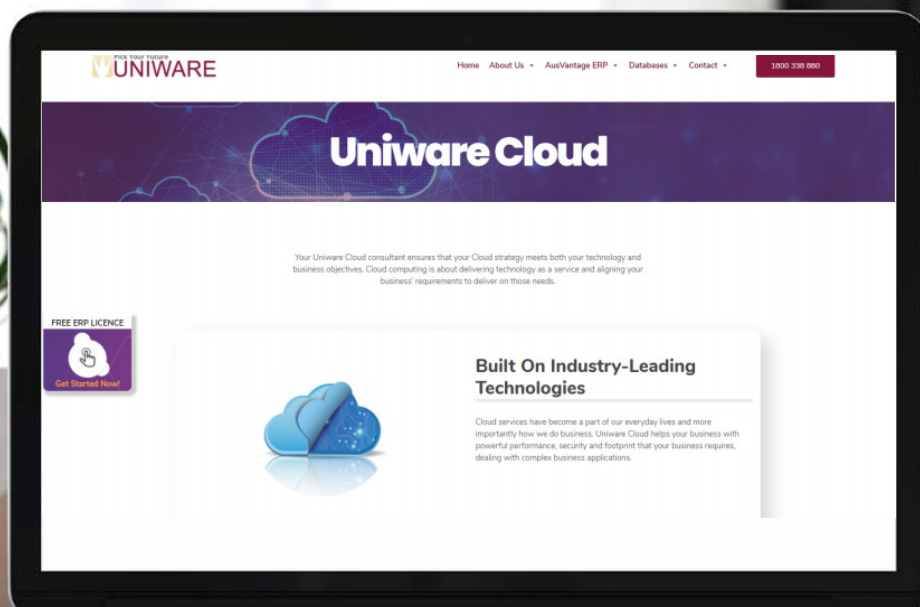 Pick Your Future
UNIWARE
Home About Us AusVantage ERP Databases Contact
1800 338 880
Uniware Cloud
Your Uniware Cloud consultant ensures that your Cloud strategy meets both your technology and
business objectives. Cloud computing is about delivering technology as a service and aligning your
business' requirements to deliver on those needs.
FREE ERP LICENCE
Get Started Now!
Built On Industry-Leading
Technologies
Cloud services have become a part of our everyday lives and more
importantly how we do business. Uniware Cloud helps your business with
powerful performance, security and footprint that your business requires,
dealing with complex business applications.